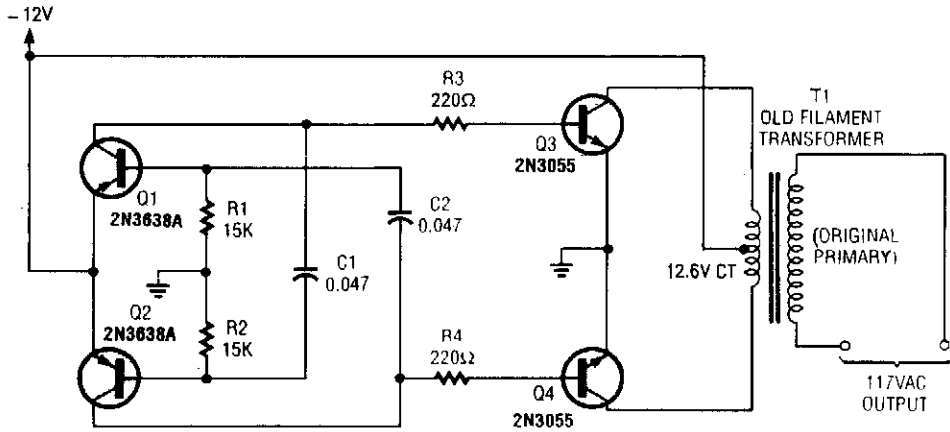 – 12V
R3
220Ω
T1
OLD FILAMENT
TRANSFORMER
Q3
2N3055
Q1
2N3638A
R1
15K
C2
0.047
C1
0.047
12.6V CT
(ORIGINAL
PRIMARY)
Q2
2N3638A
R2
15K
R4
220Ω
Q4
2N3055
117VAC
OUTPUT